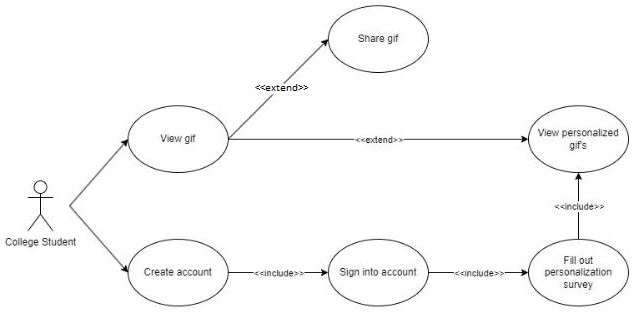 Share gif
<<extend>>
View gif
<<extend>>
View personalized
gif's
<<include>>
College Student
Create account
<<include>>
Sign into account
<<include>>
Fill out
personalization
survey